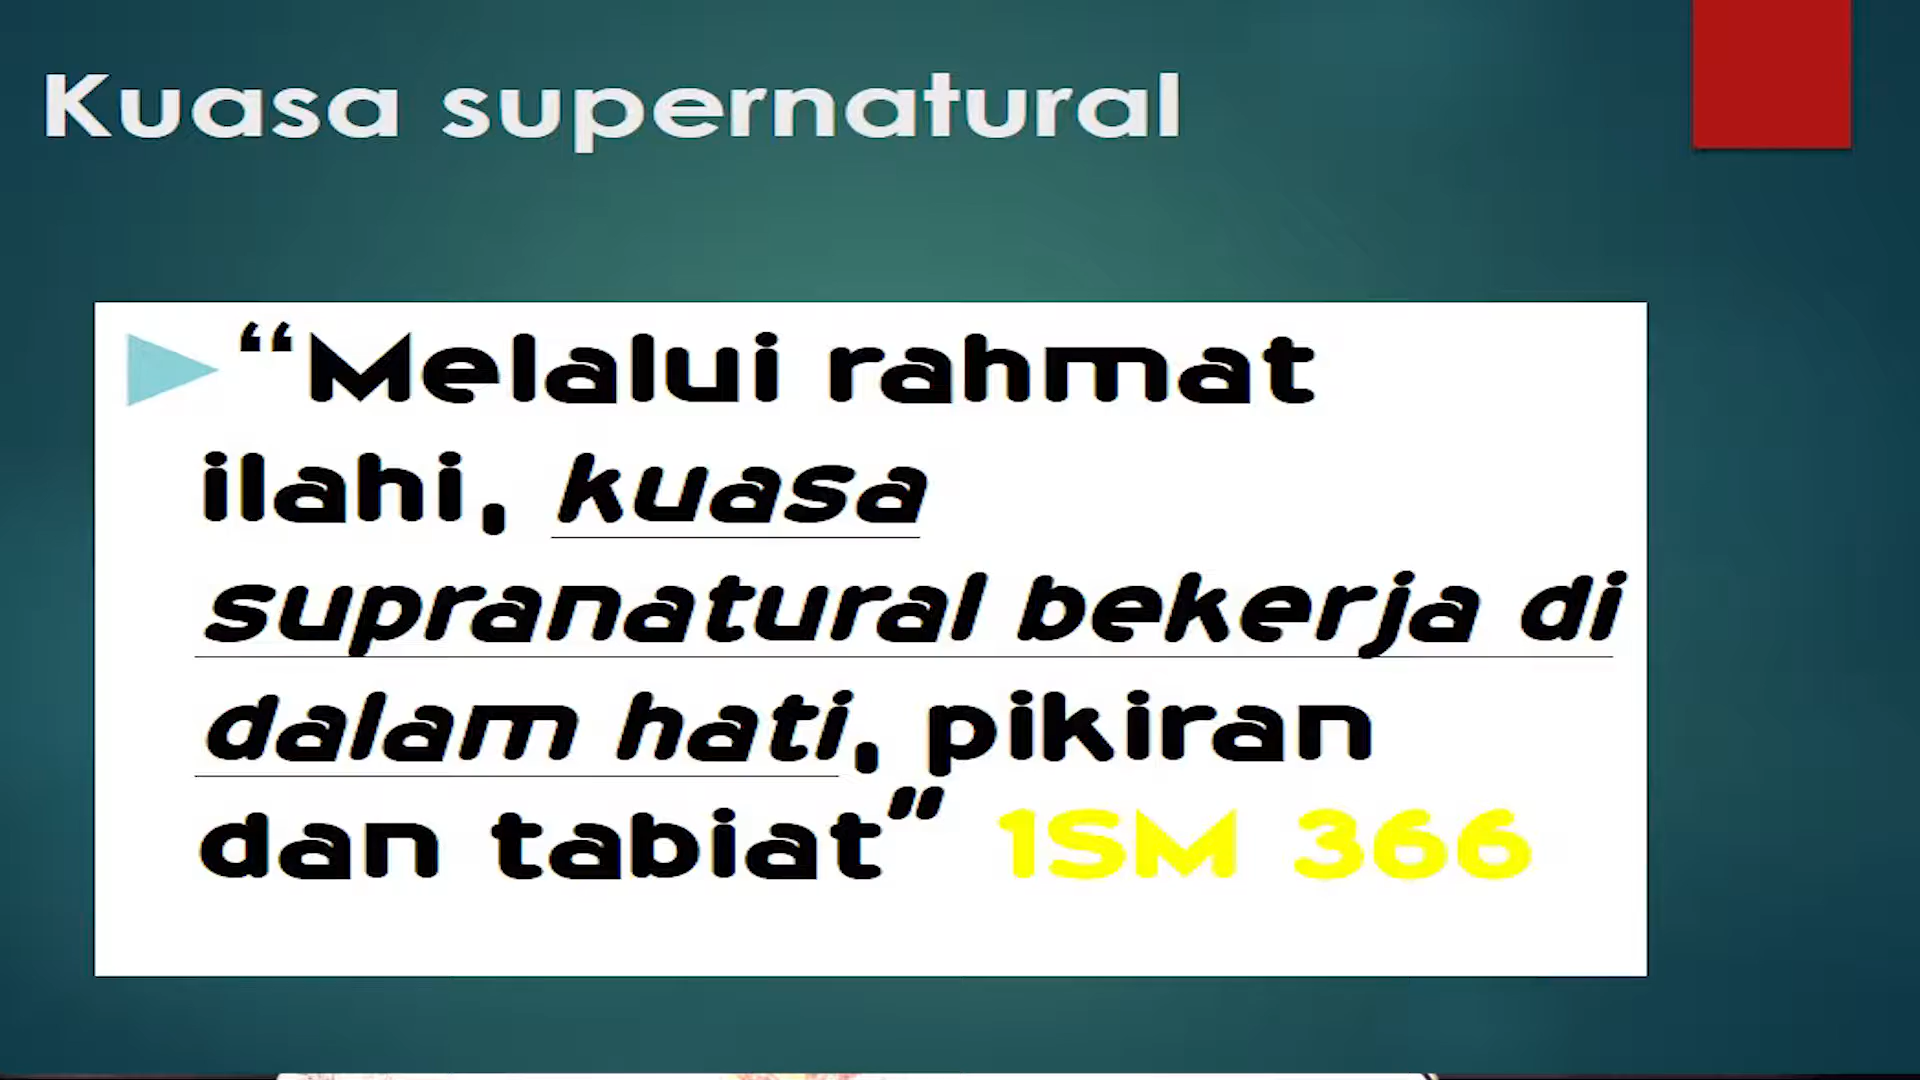 Kuasa supernatural
“Melalui rahmat
ilahi, kuasa
supranatural bekerja di
dalam hati, pikiran
dan tabiat” 1SM 366